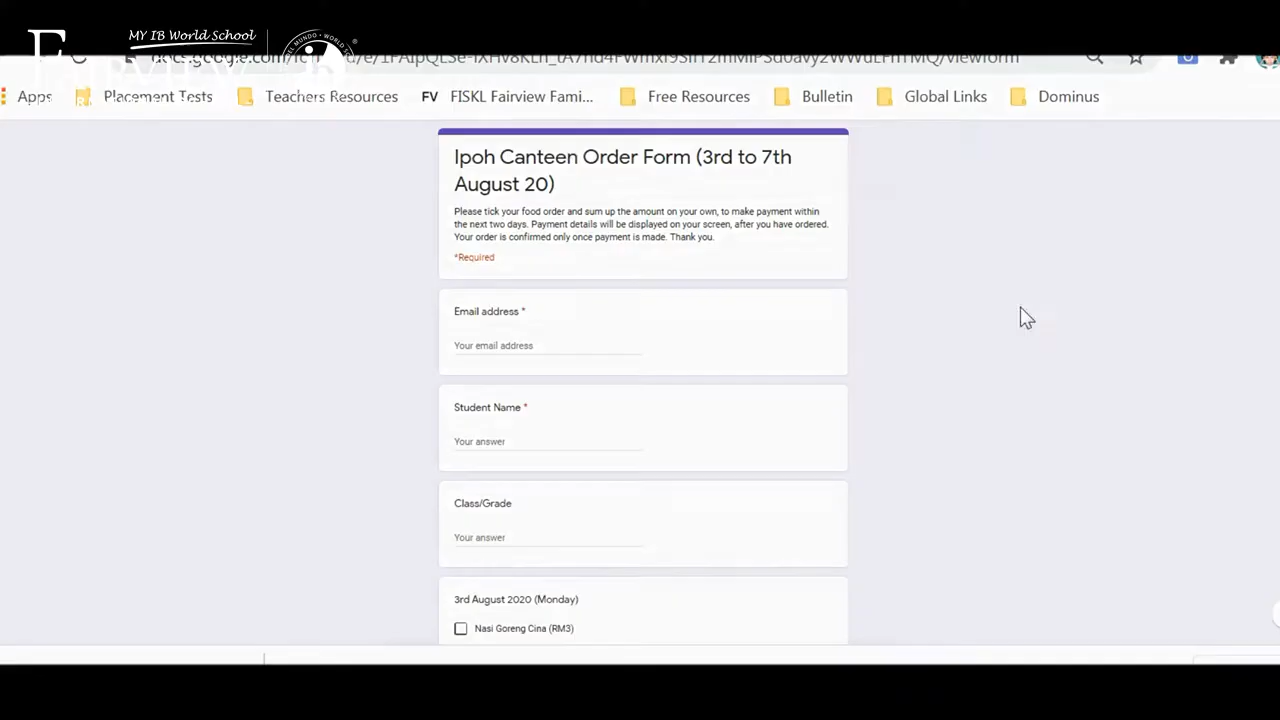 MY IB World School
FAIRVIEW
Apps
Placement Tests
Teachers Resources
FV FISKL Fairview Fami...
Free Resources
Bulletin
Global Links
Dominus
Ipoh Canteen Order Form (3rd to 7th
August 20)
Please tick your food order and sum up the amount on your own, to make payment within
the next two days. Payment details will be displayed on your screen, after you have ordered.
Your order is confirmed only once payment is made. Thank you.
*Required
Email address *
Your email address
Student Name *
Your answer
Class/Grade
Your answer
3rd August 2020 (Monday)
Nasi Goreng Cina (RM3)